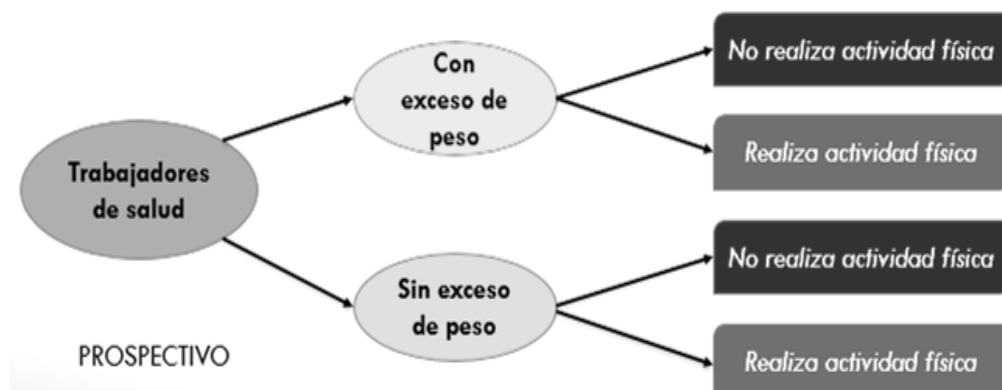 Trabajadores
de salud
Con
exceso de
peso
No realiza actividad física
Realiza actividad física
Sin exceso
de peso
No realiza actividad física
Realiza actividad física
PROSPECTIVO